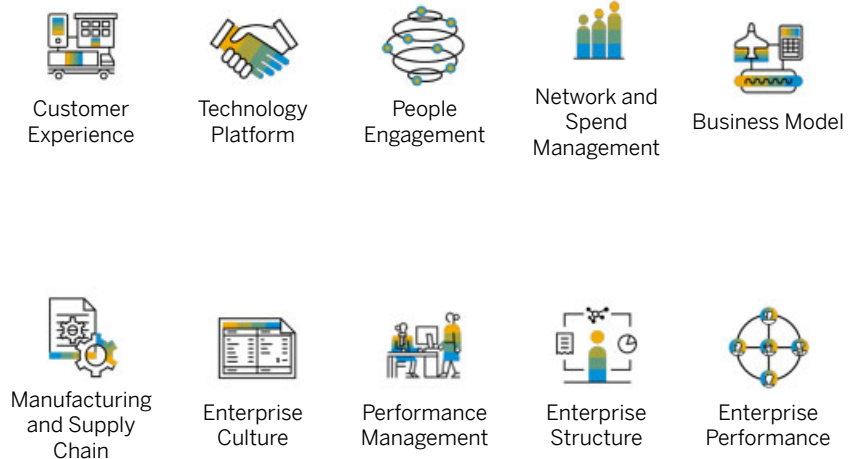 Customer
Experience
Technology
Platform
People
Engagement
Network and
Spend
Management
Business Model
Manufacturing
and Supply
Chain
Enterprise
Culture
Performance
Management
Enterprise
Structure
Enterprise
Performance